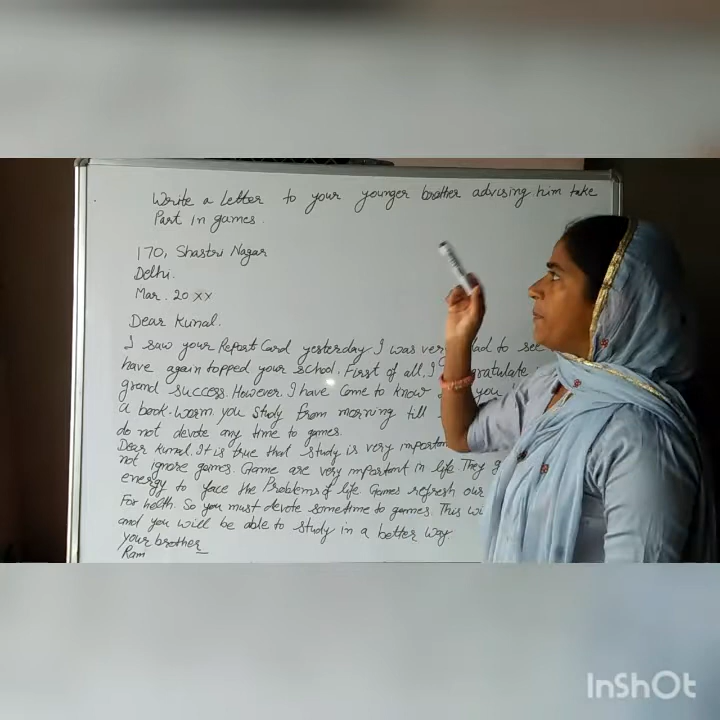 Write a letter to your younger brother advising him take
Part in games.
170, Shastri Nagar
Delhi.
Mar. 20 XX
Dear Kunal.
I saw your Report Card yesterday I was very to see
have again topped your school. First of all, I
grand success. However. I have Come to know you
a book-worm. you study from morning till
do not devote any time to games.
Dear Kunal. It is true that study is very
not ignore games. Game are very mportant in life. They
energy to face the Problems of life. Games refresh our
For helth. So you must devote sometime to games. This
and you will be able to study in a better way.
your brother
Ram
InShOt